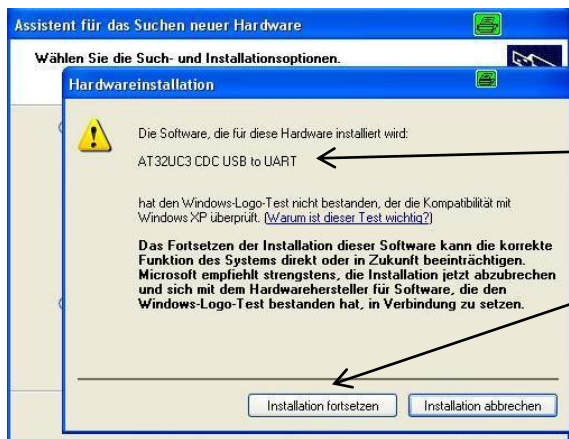 Assistent für das Suchen neuer Hardware
Wählen Sie die Such- und Installationsoptionen.
Hardwareinstallation
Die Software, die für diese Hardware installiert wird:
AT32UC3 CDC USB to UART
hat den Windows-Logo-Test nicht bestanden, der die Kompatibilität mit
Windows XP überprüft. (Warum ist dieser Test wichtig?)
Das Fortsetzen der Installation dieser Software kann die korrekte
Funktion des Systems direkt oder in Zukunft beeinträchtigen.
Microsoft empfiehlt strengstens, die Installation jetzt abzubrechen
und sich mit dem Hardwarehersteller für Software, die den
Windows-Logo-Test bestanden hat, in Verbindung zu setzen.
Installation fortsetzen Installation abbrechen